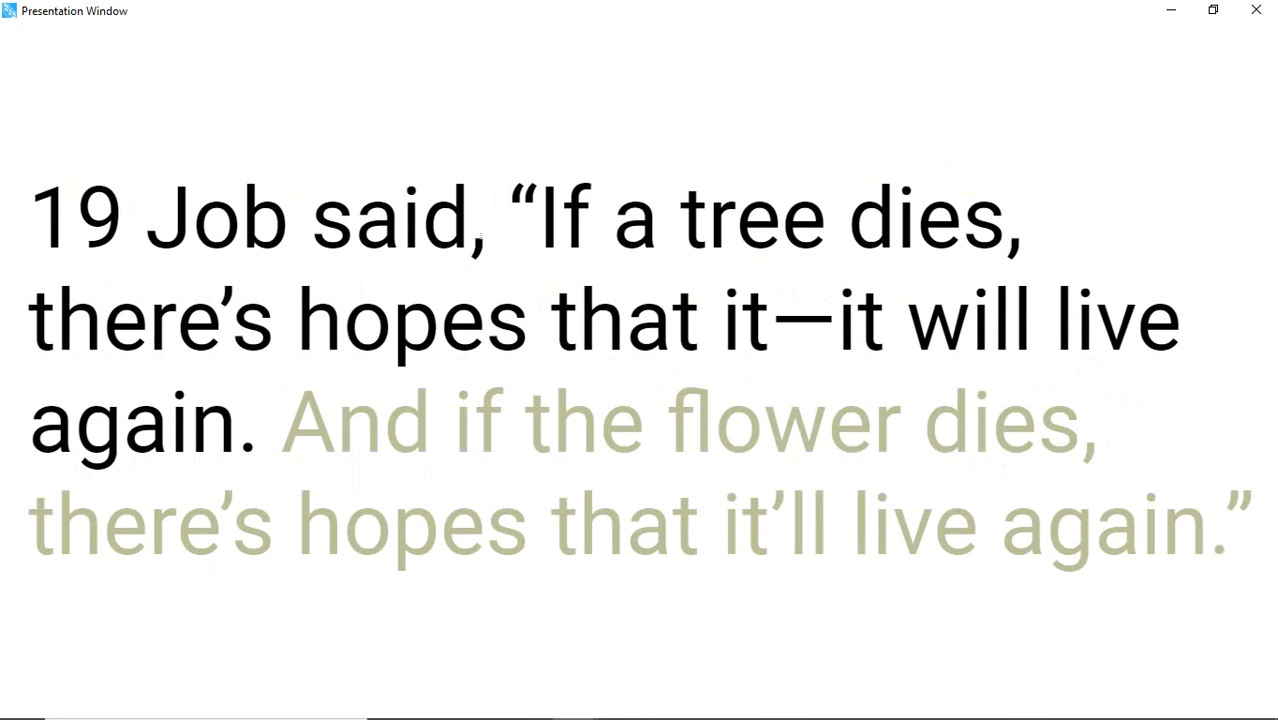 Presentation Window
19 Job said, “If a tree dies,
there’s hopes that it—it will live
again. And if the flower dies,
there’s hopes that it’ll live again.”